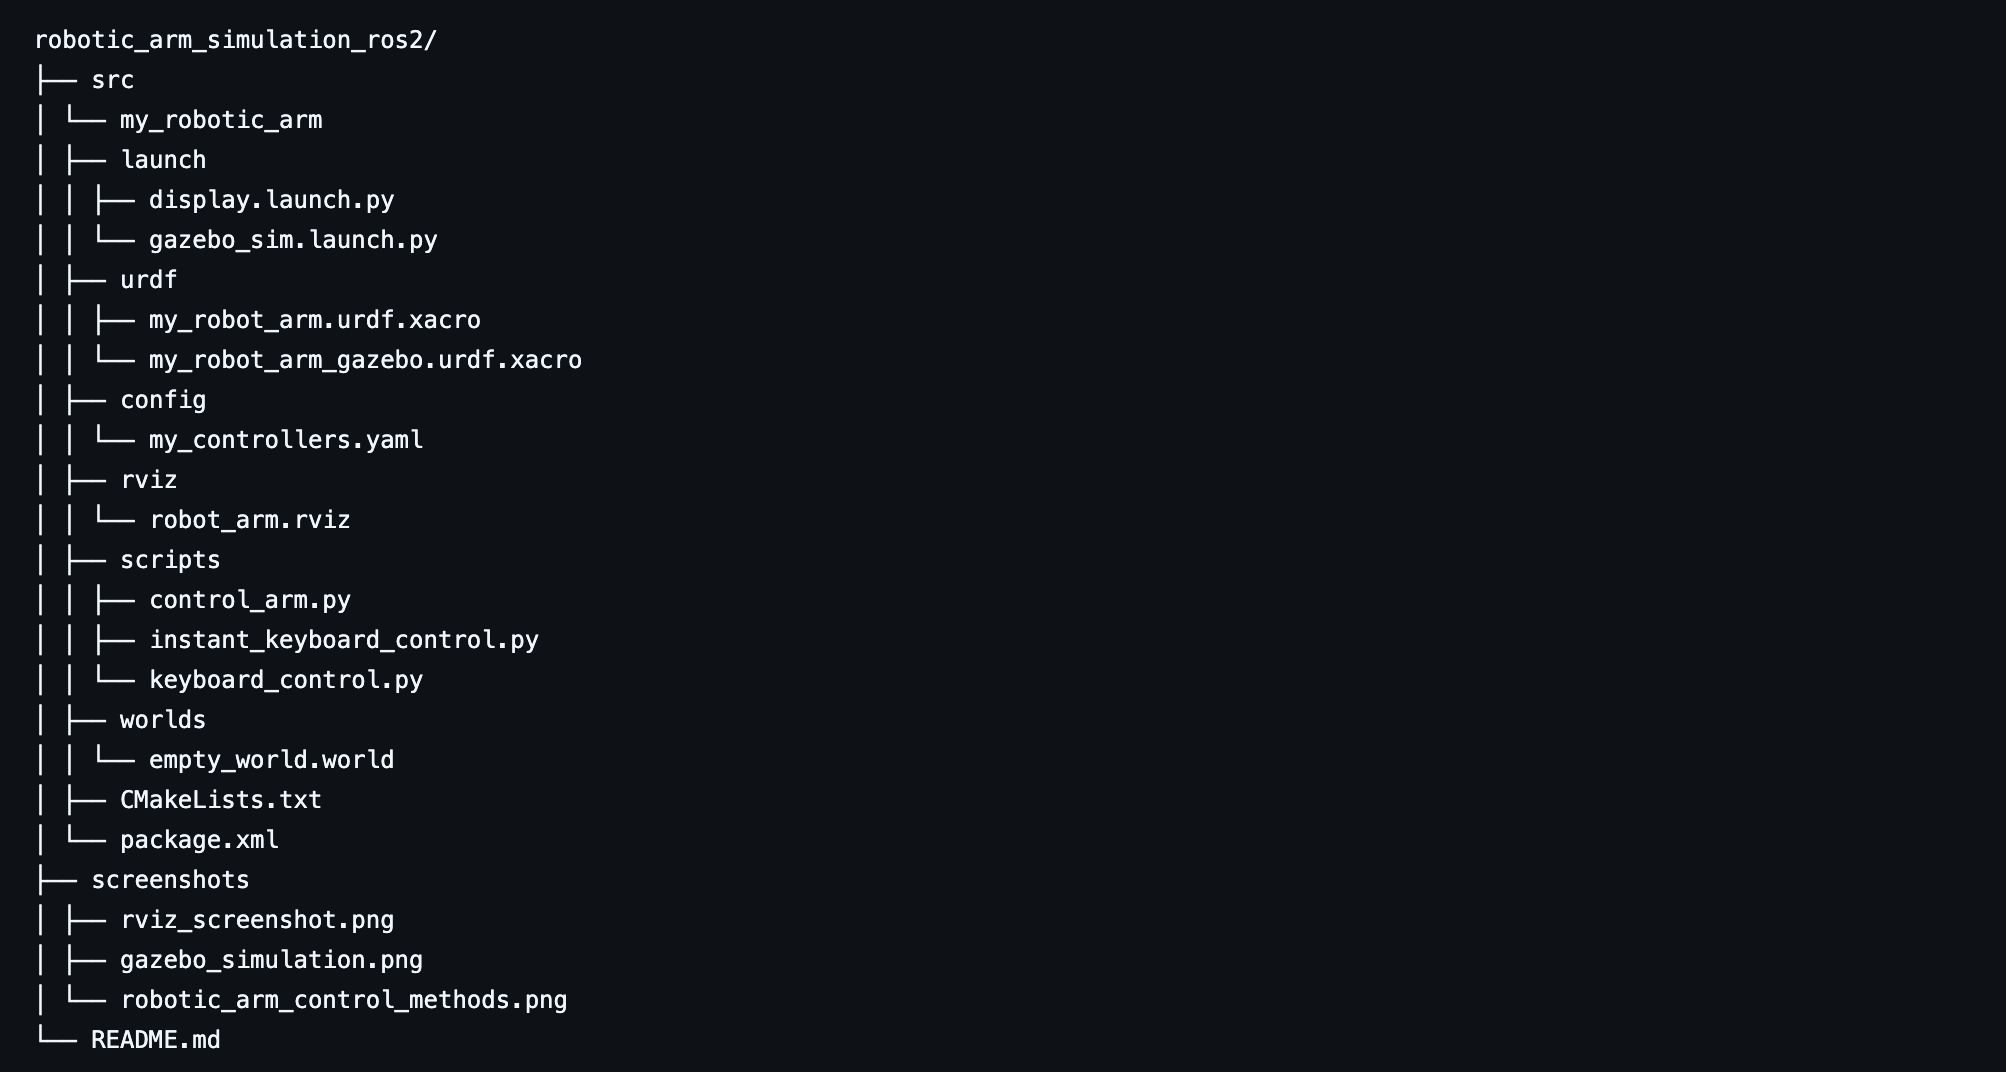 robotic_arm_simulation_ros2/
├── src
│ └── my_robotic_arm
│ ├── launch
│ │ ├── display.launch.py
│ │ └── gazebo_sim.launch.py
│ ├── urdf
│ │ ├── my_robot_arm.urdf.xacro
│ │ └── my_robot_arm_gazebo.urdf.xacro
│ ├── config
│ │ └── my_controllers.yaml
│ ├── rviz
│ │ └── robot_arm.rviz
│ ├── scripts
│ │ ├── control_arm.py
│ │ ├── instant_keyboard_control.py
│ │ └── keyboard_control.py
│ ├── worlds
│ │ └── empty_world.world
│ ├── CMakeLists.txt
│ └── package.xml
├── screenshots
│ ├── rviz_screenshot.png
│ ├── gazebo_simulation.png
│ └── robotic_arm_control_methods.png
└── README.md